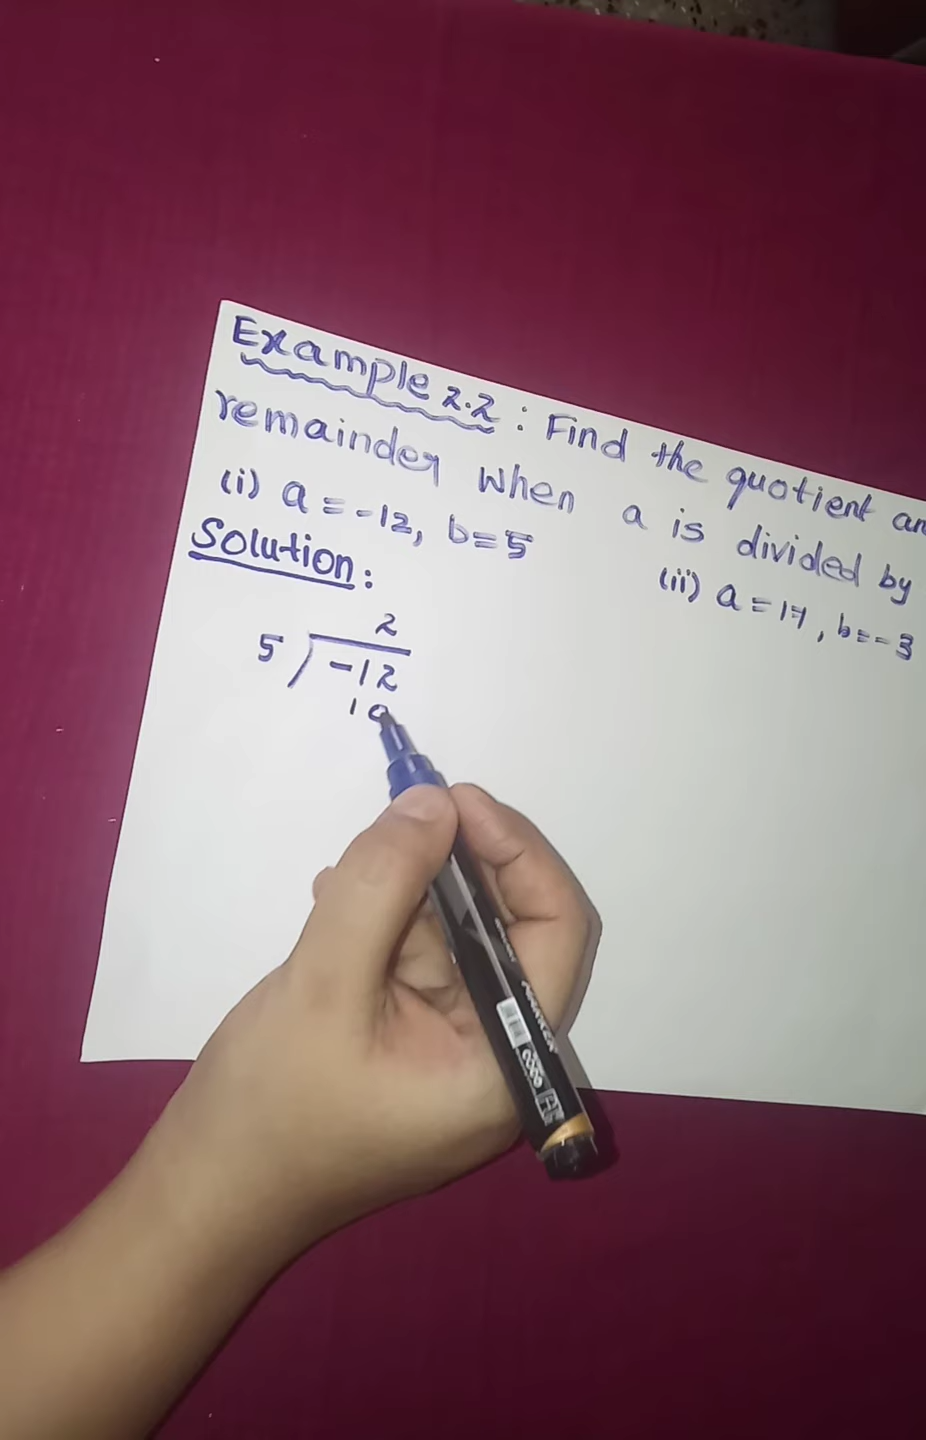 Example 2.2 : Find the quotient an
remainder when a is divided by
(i) a = -12, b = 5 (ii) a = 17, b = -3
Solution:
2
5 -12
10